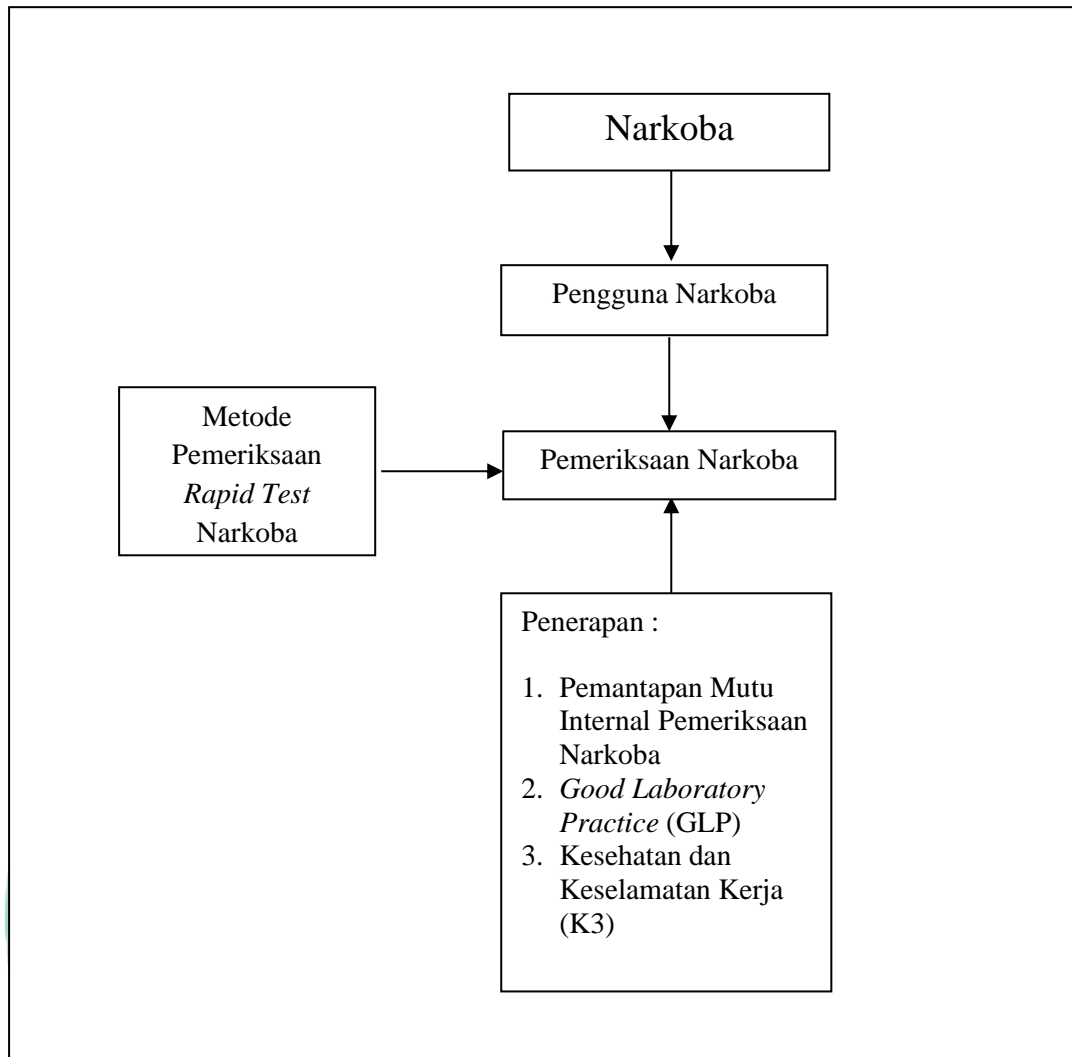 Narkoba
Pengguna Narkoba
Metode
Pemeriksaan
Rapid Test
Narkoba
Pemeriksaan Narkoba
Penerapan :
1. Pemantapan Mutu
Internal Pemeriksaan
Narkoba
2. Good Laboratory
Practice (GLP)
3. Kesehatan dan
Keselamatan Kerja
(K3)